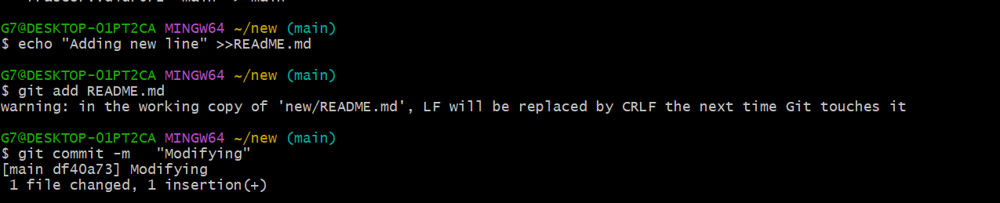 G7@DESKTOP-01PT2CA MINGW64 ~/new (main)
$ echo "Adding new line" >>REAdME.md
G7@DESKTOP-01PT2CA MINGW64 ~/new (main)
$ git add README.md
warning: in the working copy of 'new/README.md', LF will be replaced by CRLF the next time Git touches it
G7@DESKTOP-01PT2CA MINGW64 ~/new (main)
$ git commit -m   "Modifying"
[main df40a73] Modifying
 1 file changed, 1 insertion(+)